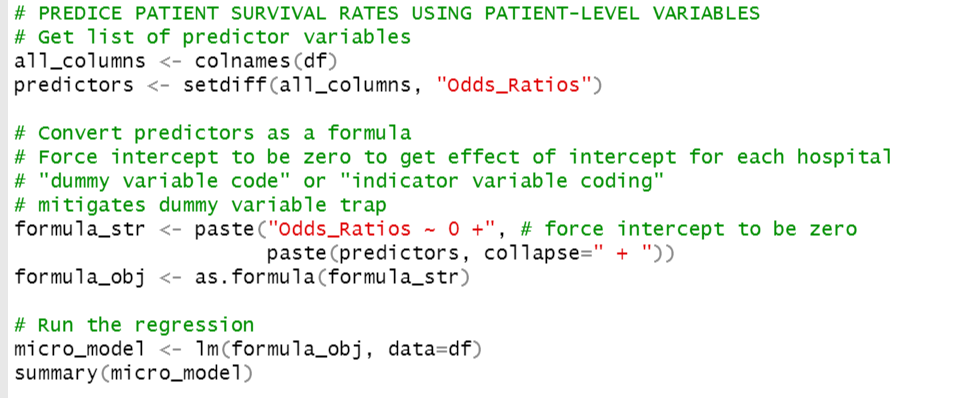 # PREDICE PATIENT SURVIVAL RATES USING PATIENT-LEVEL VARIABLES
# Get list of predictor variables
all_columns <- colnames(df)
predictors <- setdiff(all_columns, "Odds_Ratios")

# Convert predictors as a formula
# Force intercept to be zero to get effect of intercept for each hospital
# "dummy variable code" or "indicator variable coding"
# mitigates dummy variable trap
formula_str <- paste("Odds_Ratios ~ 0 +", # force intercept to be zero
                     paste(predictors, collapse=" + "))
formula_obj <- as.formula(formula_str)

# Run the regression
micro_model <- lm(formula_obj, data=df)
summary(micro_model)